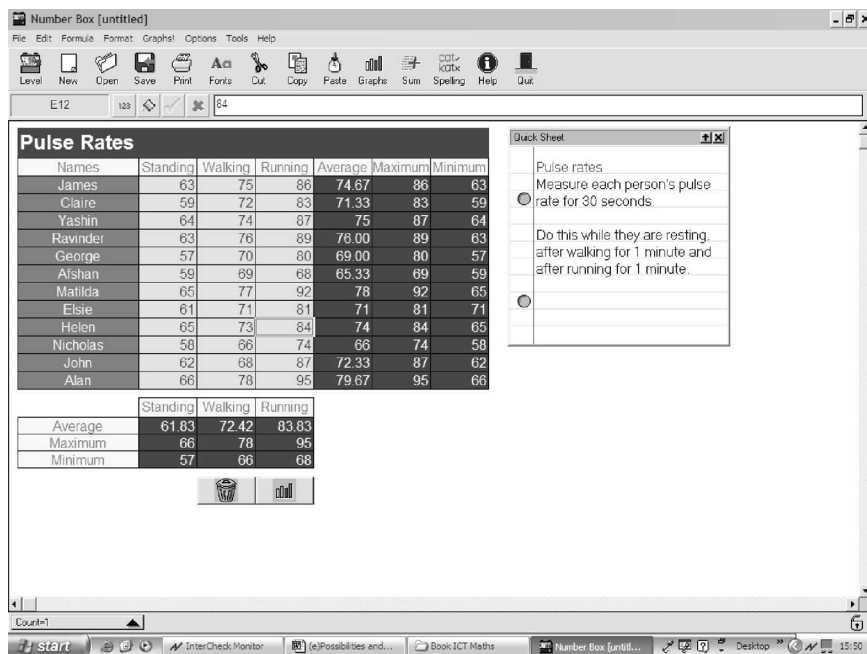 Number Box [untitled]
File Edit Formula Format Graphs! Options Tools Help
Level New Open Save Print Fonts Cut Copy Paste Graphs Sum Spelling Help Quit
E12 123 84
Pulse Rates
Names Standing Walking Running Average Maximum Minimum
James 63 75 86 74.67 86 63
Claire 59 72 83 71.33 83 59
Yashin 64 74 87 75 87 64
Ravinder 63 76 89 76.00 89 63
George 57 70 80 69.00 80 57
Afshan 59 69 68 65.33 69 59
Matilda 65 77 92 78 92 65
Elsie 61 71 81 71 81 71
Helen 65 73 84 74 84 65
Nicholas 58 66 74 66 74 58
John 62 68 87 72.33 87 62
Alan 66 78 95 79.67 95 66
Standing Walking Running
Average 61.83 72.42 83.83
Maximum 66 78 95
Minimum 57 66 68
Quick Sheet
Pulse rates
Measure each person's pulse
rate for 30 seconds.
Do this while they are resting,
after walking for 1 minute and
after running for 1 minute.
Count=1
start InterCheck Monitor (e)Possibilities and... Book ICT Maths Number Box [untitl... Desktop 15:50